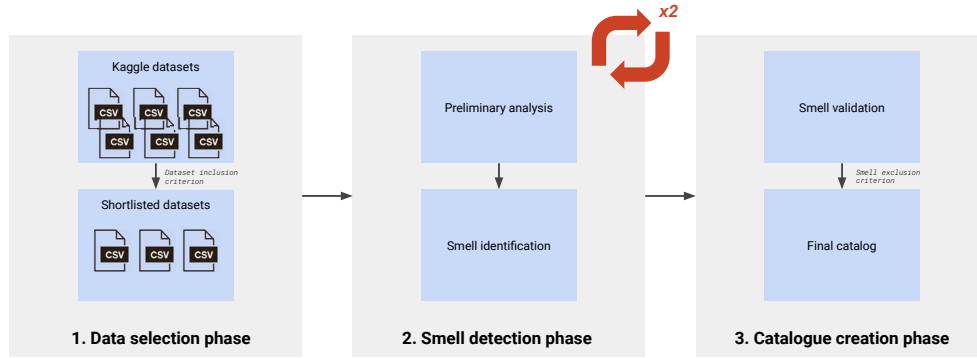 x2
Kaggle datasets
CSV CSV CSV
CSV CSV CSV
Dataset inclusion
criterion
Shortlisted datasets
CSV CSV CSV
1. Data selection phase
Preliminary analysis
Smell identification
2. Smell detection phase
Smell validation
Smell exclusion
criterion
Final catalog
3. Catalogue creation phase